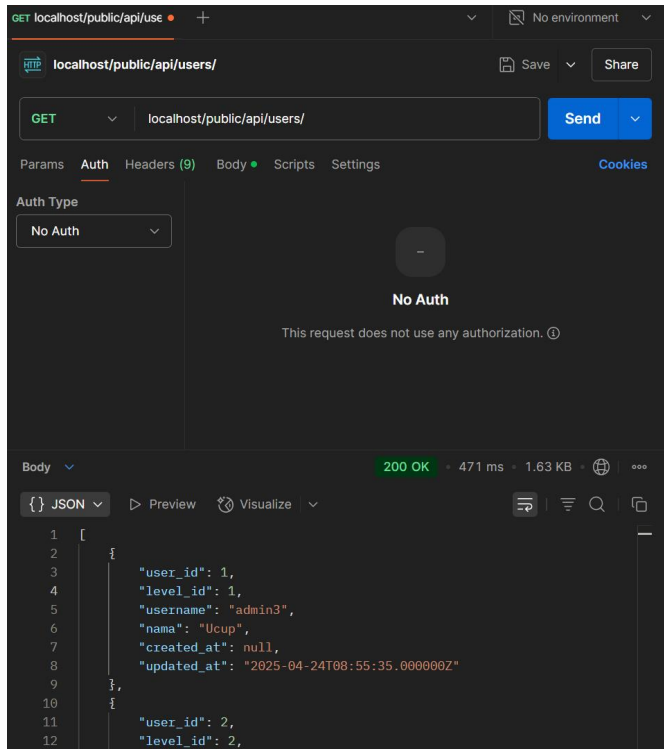 GET localhost/public/api/use
No environment
HTTP localhost/public/api/users/
Save
Share
GET
localhost/public/api/users/
Send
Params Auth Headers (9) Body Scripts Settings Cookies
Auth Type
No Auth
No Auth
This request does not use any authorization.
Body
200 OK 471 ms 1.63 KB
{} JSON Preview Visualize
1 [
2 {
3 "user_id": 1,
4 "level_id": 1,
5 "username": "admin3",
6 "nama": "Ucup",
7 "created_at": null,
8 "updated_at": "2025-04-24T08:55:35.000000Z"
9 },
10 {
11 "user_id": 2,
12 "level_id": 2,